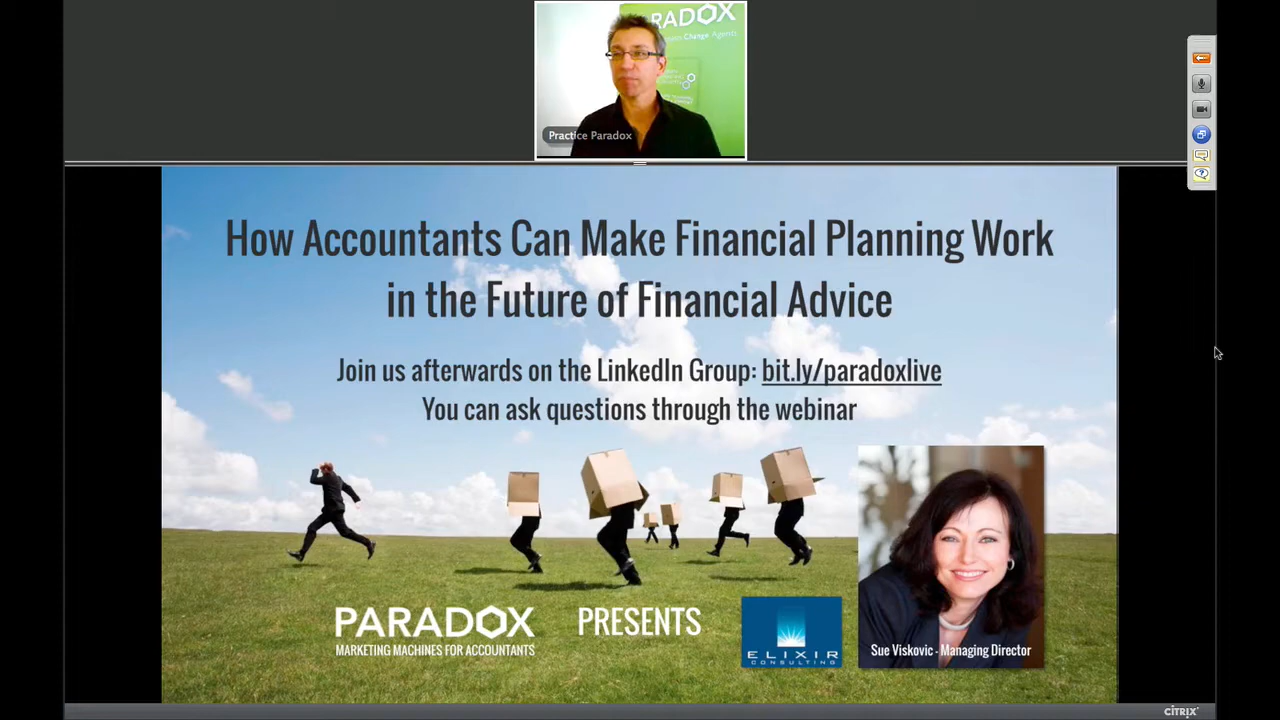 PARADOX
Change Agents
Practice Paradox
How Accountants Can Make Financial Planning Work
in the Future of Financial Advice
Join us afterwards on the LinkedIn Group: bit.ly/paradoxlive
You can ask questions through the webinar
PARADOX
MARKETING MACHINES FOR ACCOUNTANTS
PRESENTS
ELIXIR
CONSULTING
Sue Viskovic - Managing Director
CITRIX